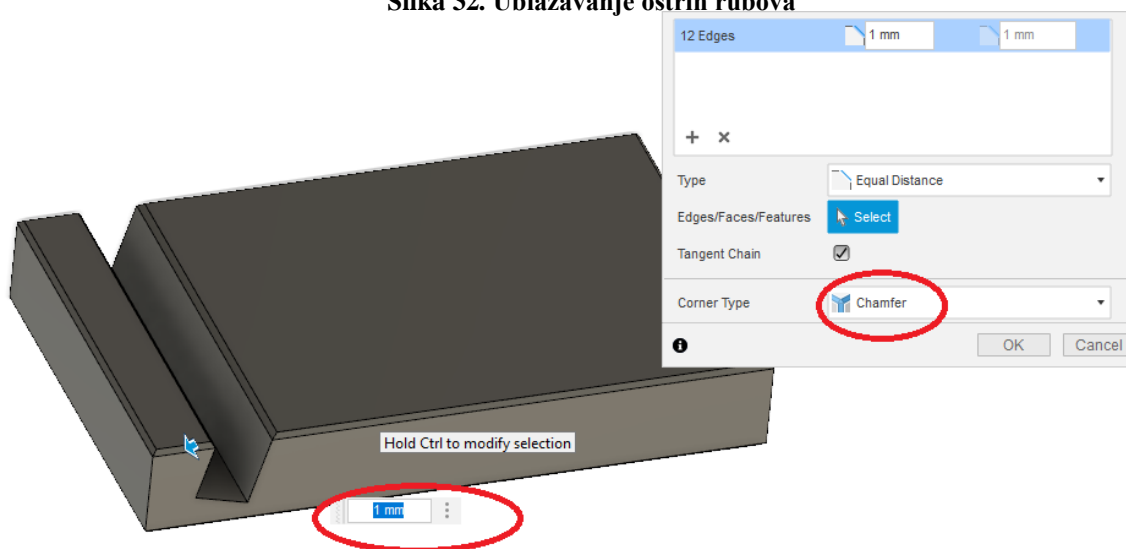 Slika 32. Ublažavanje oštrih rubova
12 Edges 1 mm 1 mm
Type Equal Distance
Edges/Faces/Features Select
Tangent Chain
Corner Type Chamfer
OK Cancel
Hold Ctrl to modify selection
1 mm